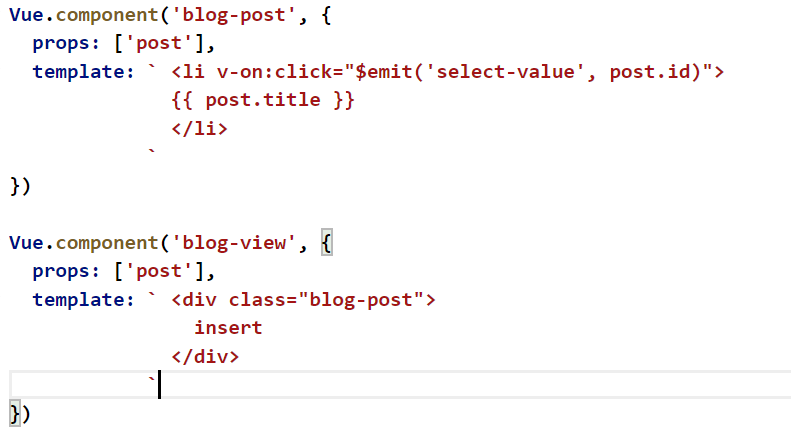 Vue.component('blog-post', {
  props: ['post'],
  template: ` <li v-on:click="$emit('select-value', post.id)">
              {{ post.title }}
              </li>
            `
})

Vue.component('blog-view', {
  props: ['post'],
  template: ` <div class="blog-post">
                insert
              </div>
            `
})